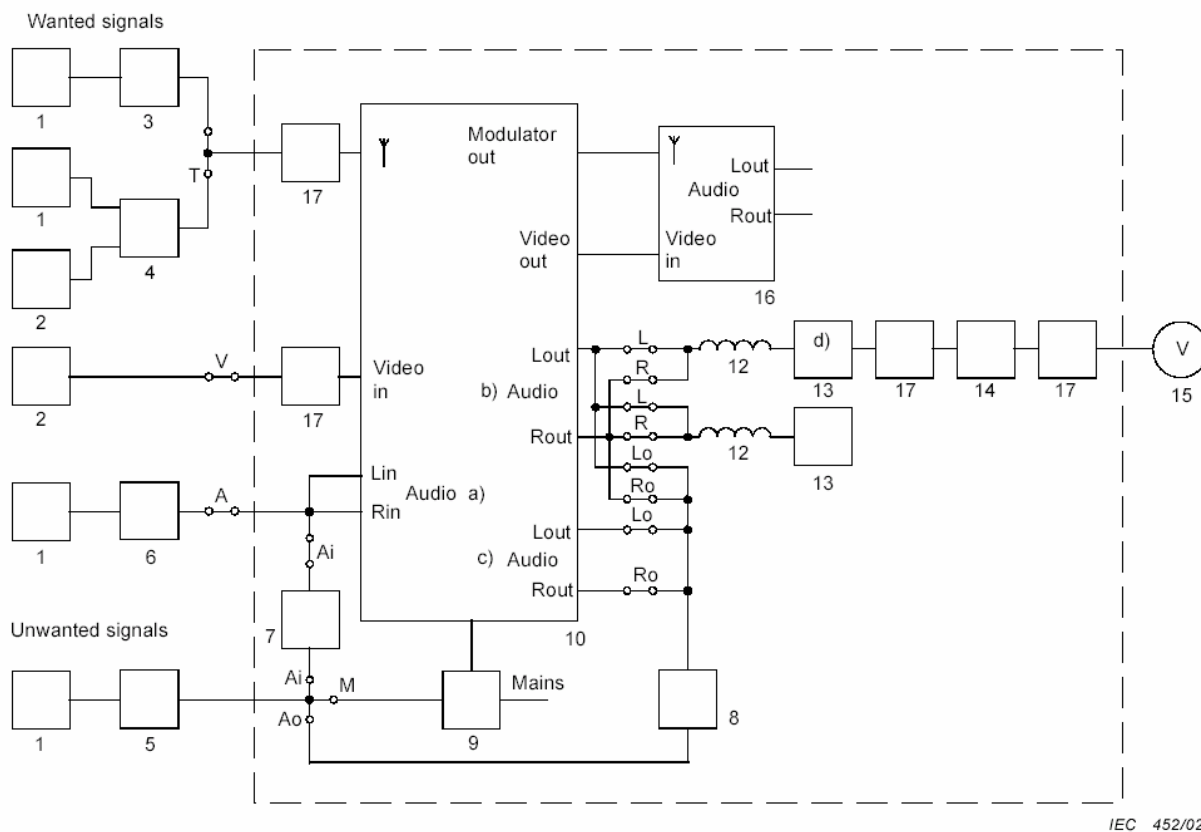 Wanted signals
1
3
1
T
17
4
2
Modulator
out
Lout
Audio
Rout
Video
out
Video
in
16
2
V
17
Video
in
Lout
b) Audio
Rout
L
R
L
R
Lo
Ro
Lo
Ro
12
d)
13
17
14
17
V
15
12
13
1
6
A
Lin
Audio a)
Rin
Lout
c) Audio
Rout
Ai
7
10
Unwanted signals
1
5
Ai
M
Ao
Mains
9
8
IEC 452/02